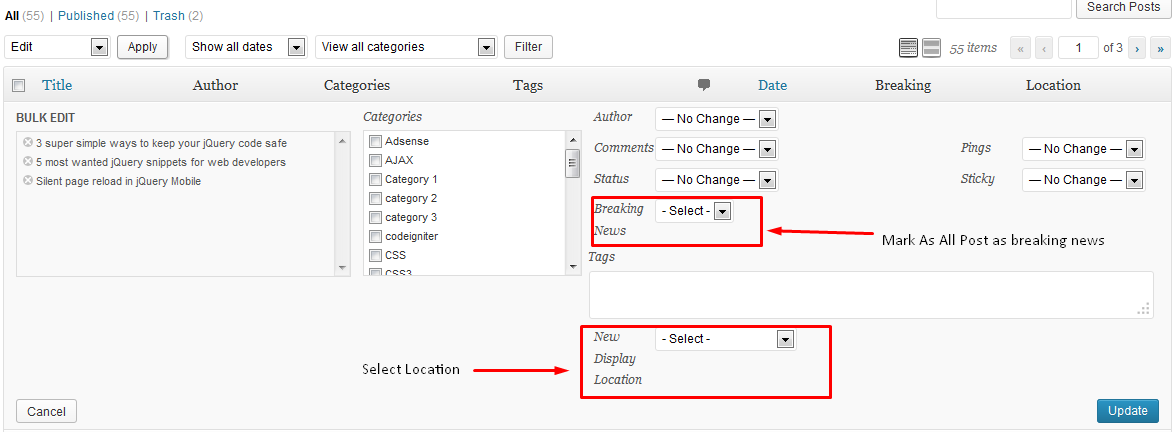 All (55) | Published (55) | Trash (2)
Search Posts
Edit Apply Show all dates View all categories Filter 55 items « ‹ 1 of 3 › »
Title Author Categories Tags Date Breaking Location
BULK EDIT
3 super simple ways to keep your jQuery code safe
5 most wanted jQuery snippets for web developers
Silent page reload in jQuery Mobile
Categories
Adsense
AJAX
Category 1
category 2
category 3
codeigniter
CSS
CSS3
Author — No Change —
Comments — No Change — Pings — No Change —
Status — No Change — Sticky — No Change —
Breaking News - Select -
Mark As All Post as breaking news
Tags
New Display Location - Select -
Select Location
Cancel Update